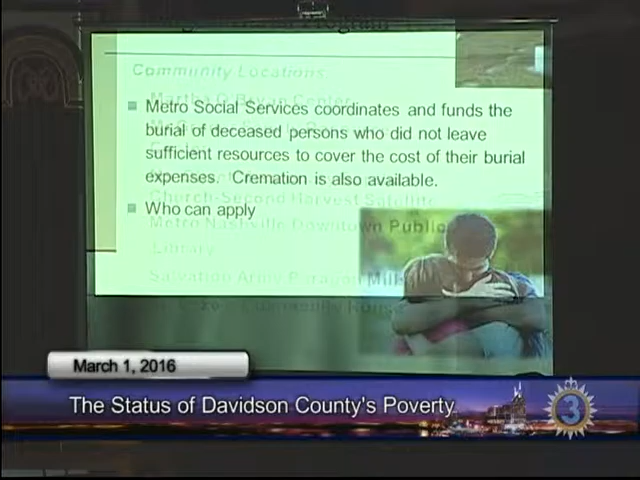 Program
Community Locations
Metro Social Services coordinates and funds the
burial of deceased persons who did not leave
sufficient resources to cover the cost of their burial
expenses. Cremation is also available.
Church-Second Harvest Satellite
Who can apply
Metro Nashville Downtown Public
Library
Salvation Army
March 1, 2016
The Status of Davidson County's Poverty
3